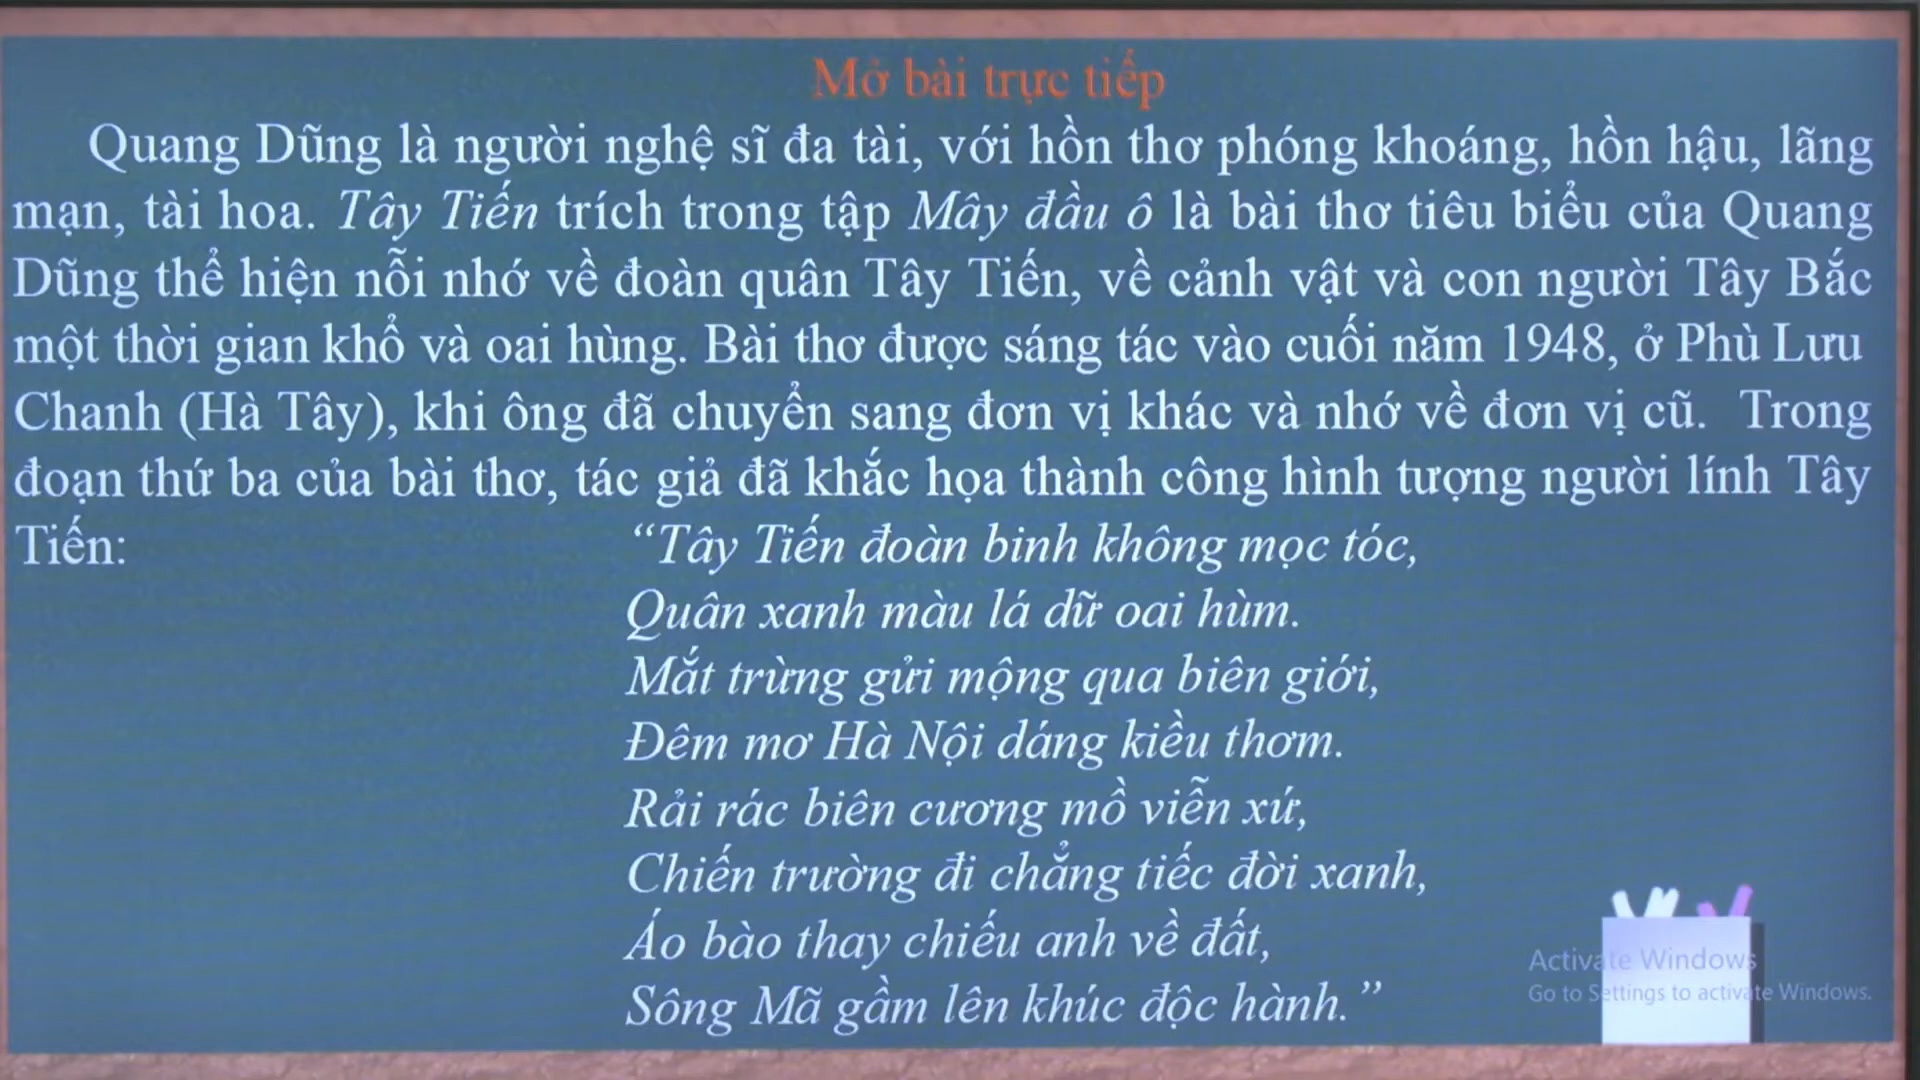 Mở bài trực tiếp
Quang Dũng là người nghệ sĩ đa tài, với hồn thơ phóng khoáng, hồn hậu, lãng
mạn, tài hoa. Tây Tiến trích trong tập Mây đầu ô là bài thơ tiêu biểu của Quang
Dũng thể hiện nỗi nhớ về đoàn quân Tây Tiến, về cảnh vật và con người Tây Bắc
một thời gian khổ và oai hùng. Bài thơ được sáng tác vào cuối năm 1948, ở Phù Lưu
Chanh (Hà Tây), khi ông đã chuyển sang đơn vị khác và nhớ về đơn vị cũ. Trong
đoạn thứ ba của bài thơ, tác giả đã khắc họa thành công hình tượng người lính Tây
Tiến: “Tây Tiến đoàn binh không mọc tóc,
Quân xanh màu lá dữ oai hùm.
Mắt trừng gửi mộng qua biên giới,
Đêm mơ Hà Nội dáng kiều thơm.
Rải rác biên cương mồ viễn xứ,
Chiến trường đi chẳng tiếc đời xanh,
Áo bào thay chiếu anh về đất,
Sông Mã gầm lên khúc độc hành.”
Activate Windows
Go to Settings to activate Windows.